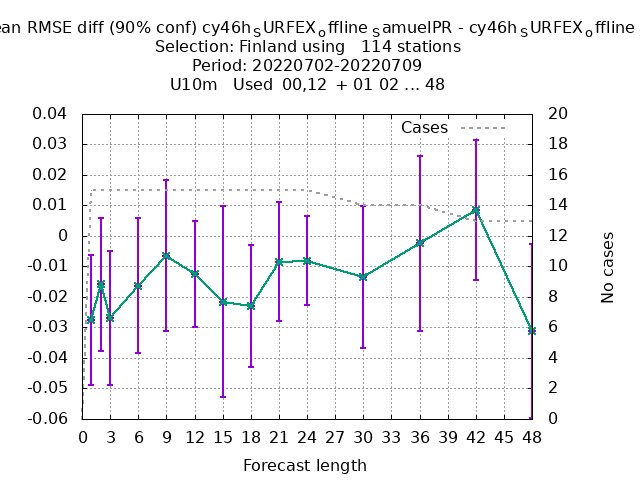 ean RMSE diff (90% conf) cy46hSURFEXoffline SamuelPR - cy46hSURFEXoffline
Selection: Finland using 114 stations
Period: 20220702-20220709
U10m Used 00,12 + 01 02 ... 48
Cases
0.04
0.03
0.02
0.01
0
-0.01
-0.02
-0.03
-0.04
-0.05
-0.06
20
18
16
14
12
10
8
6
4
2
0
No cases
0 3 6 9 12 15 18 21 24 27 30 33 36 39 42 45 48
Forecast length